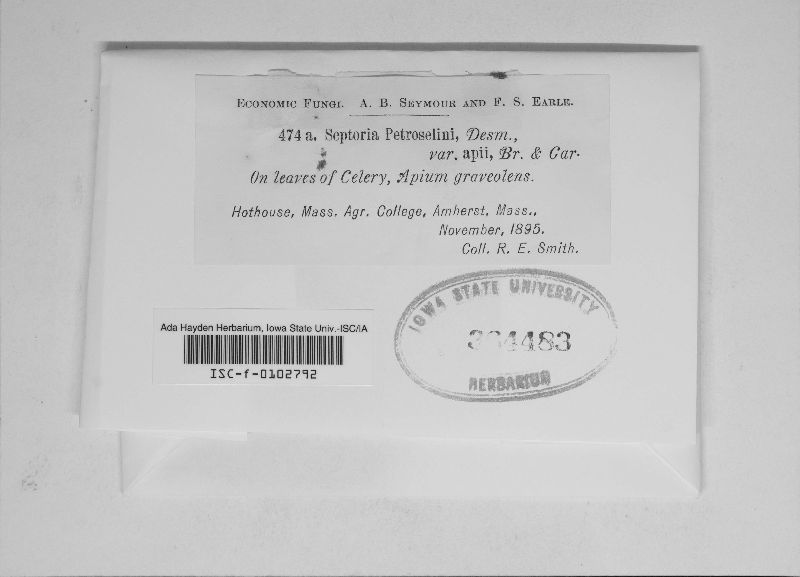 Economic Fungi. A. B. Seymour and F. S. Earle.
474 a. Septoria Petroselini, Desm.,
var. apii, Br. & Car.
On leaves of Celery, Apium graveolens.
Hothouse, Mass. Agr. College, Amherst, Mass.,
November, 1895.
Coll. R. E. Smith.
IOWA STATE UNIVERSITY
HERBARIUM
Ada Hayden Herbarium, Iowa State Univ.-ISC/IA
ISC-f-0102792